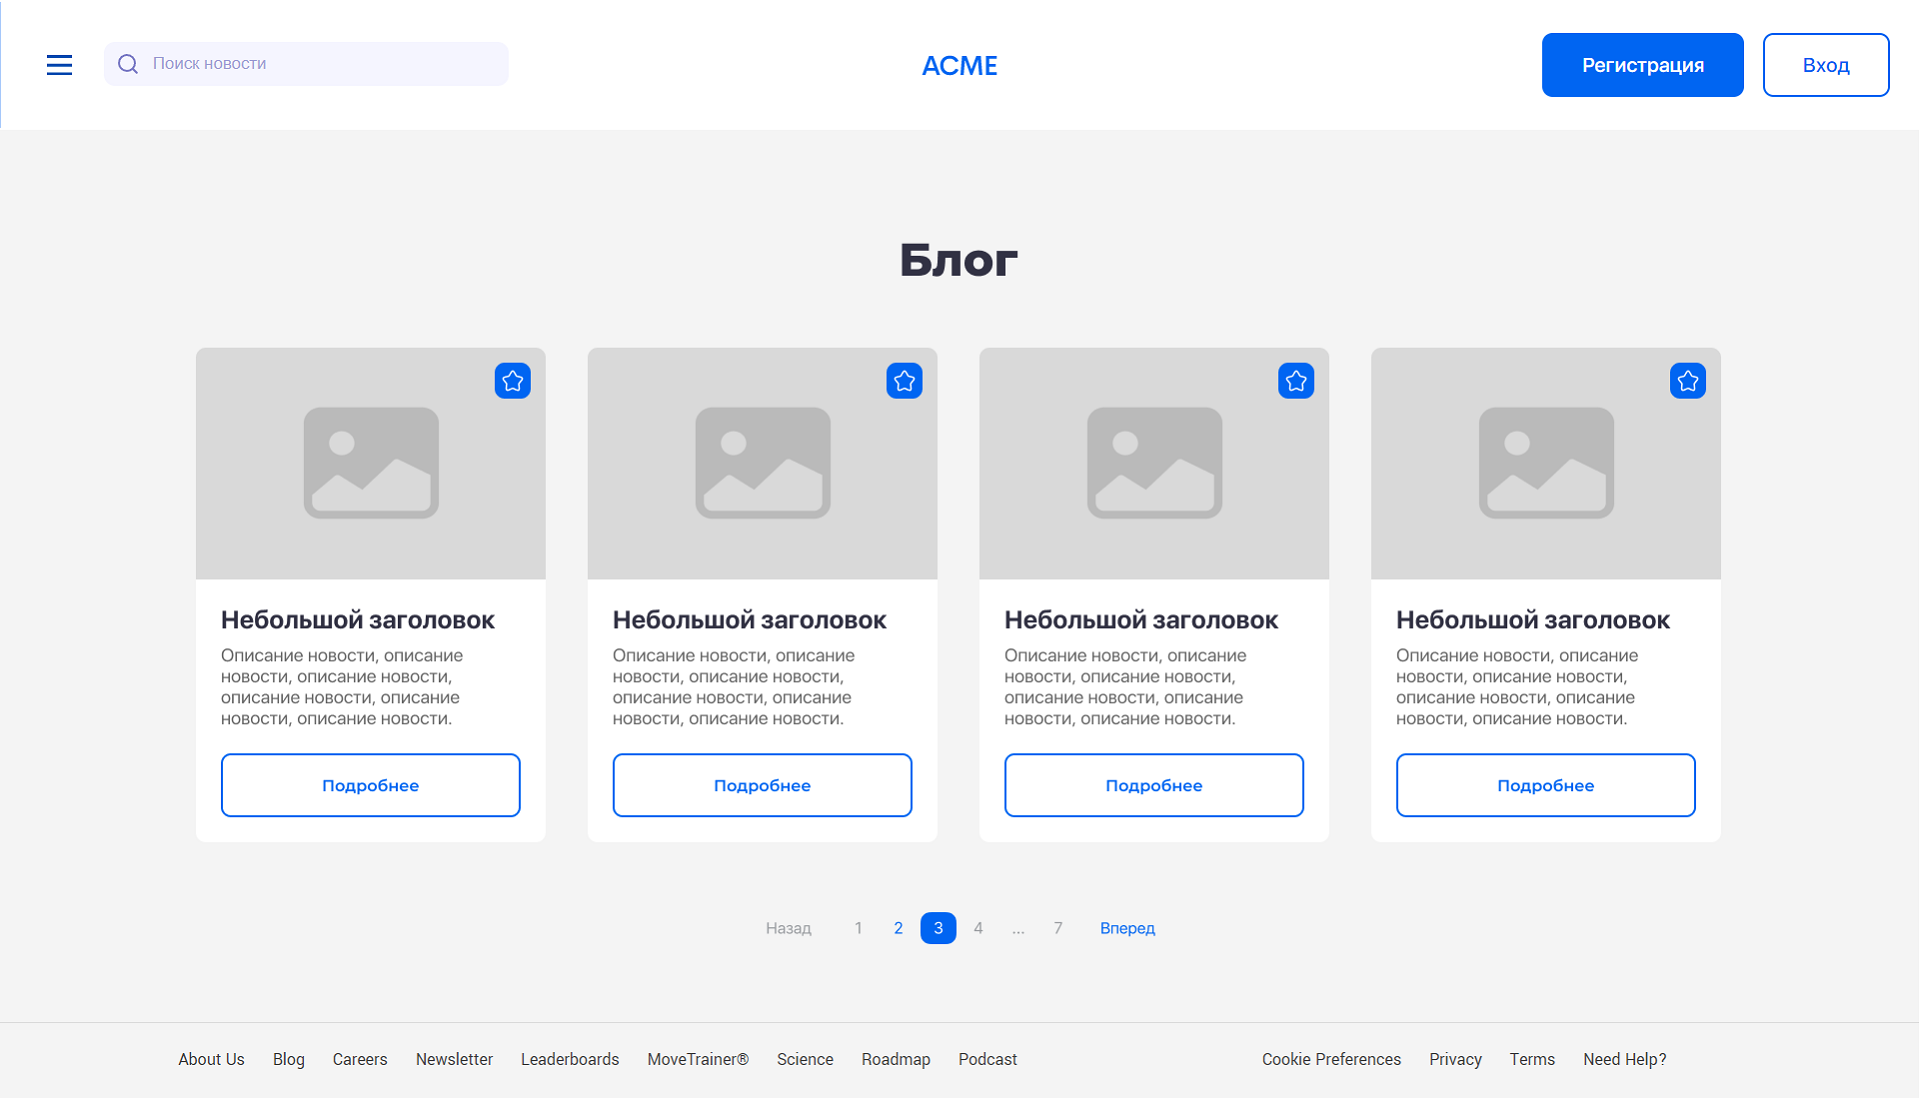 Поиск новости
ACME
Регистрация
Вход
Блог
Небольшой заголовок
Описание новости, описание
новости, описание новости,
описание новости, описание
новости, описание новости.
Подробнее
Небольшой заголовок
Описание новости, описание
новости, описание новости,
описание новости, описание
новости, описание новости.
Подробнее
Небольшой заголовок
Описание новости, описание
новости, описание новости,
описание новости, описание
новости, описание новости.
Подробнее
Небольшой заголовок
Описание новости, описание
новости, описание новости,
описание новости, описание
новости, описание новости.
Подробнее
Назад 1 2 3 4 ... 7 Вперед
About Us Blog Careers Newsletter Leaderboards MoveTrainer® Science Roadmap Podcast Cookie Preferences Privacy Terms Need Help?